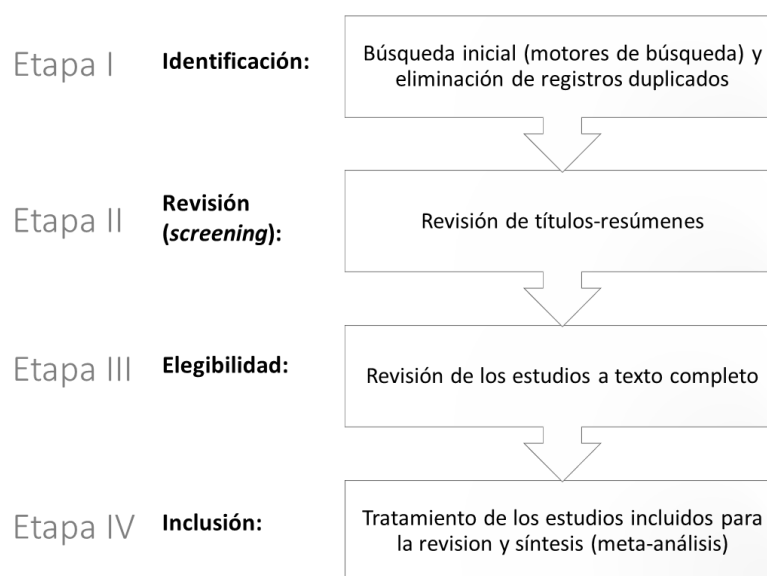 Etapa I
Identificación:
Búsqueda inicial (motores de búsqueda) y
eliminación de registros duplicados
Etapa II
Revisión
(screening):
Revisión de títulos-resúmenes
Etapa III
Elegibilidad:
Revisión de los estudios a texto completo
Etapa IV
Inclusión:
Tratamiento de los estudios incluidos para
la revision y síntesis (meta-análisis)